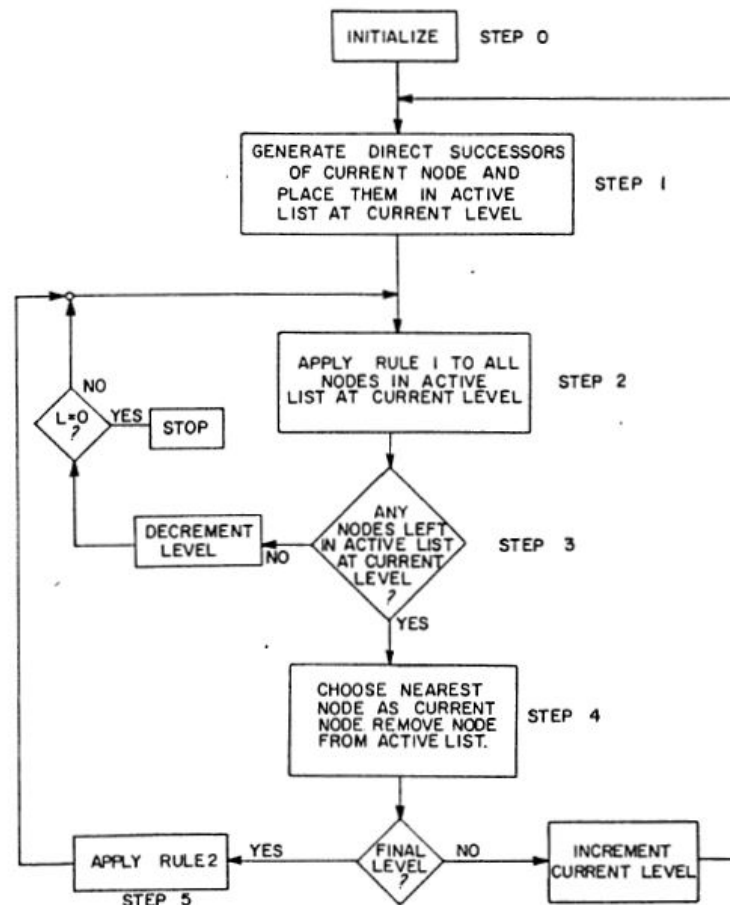 INITIALIZE
STEP 0
GENERATE DIRECT SUCCESSORS
OF CURRENT NODE AND
PLACE THEM IN ACTIVE
LIST AT CURRENT LEVEL
STEP 1
APPLY RULE 1 TO ALL
NODES IN ACTIVE
LIST AT CURRENT LEVEL
STEP 2
NO
L=0
?
YES
STOP
DECREMENT
LEVEL
NO
ANY
NODES LEFT
IN ACTIVE LIST
AT CURRENT
LEVEL
?
STEP 3
YES
CHOOSE NEAREST
NODE AS CURRENT
NODE REMOVE NODE
FROM ACTIVE LIST.
STEP 4
APPLY RULE 2
YES
FINAL
LEVEL
?
NO
INCREMENT
CURRENT LEVEL
STEP 5